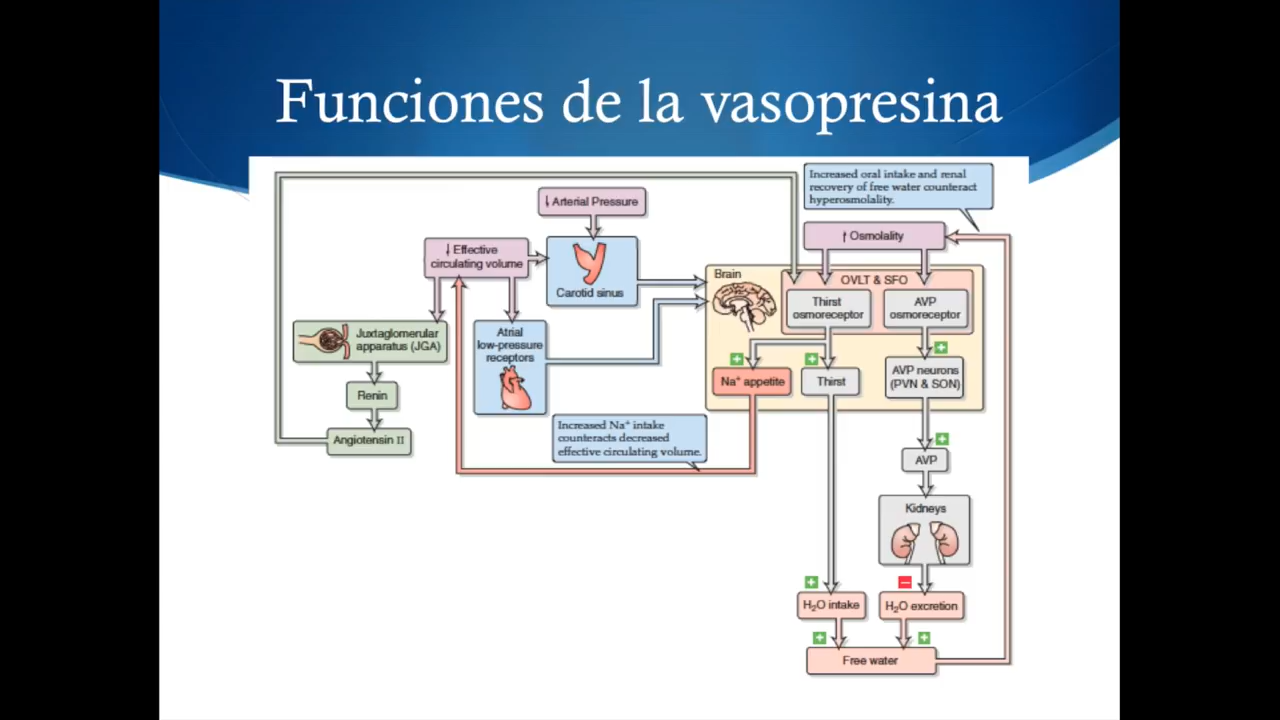 Funciones de la vasopresina
Increased oral intake and renal
recovery of free water counteract
hyperosmolality.
↓ Arterial Pressure
↑ Osmolality
↓ Effective
circulating volume
Carotid sinus
Brain
OVLT & SFO
Thirst
osmoreceptor
AVP
osmoreceptor
Juxtaglomerular
apparatus (JGA)
Atrial
low-pressure
receptors
Renin
Angiotensin II
+
+
+
Na⁺ appetite
Thirst
AVP neurons
(PVN & SON)
Increased Na⁺ intake
counteracts decreased
effective circulating volume.
+
AVP
Kidneys
+
−
H₂O intake
H₂O excretion
+
+
Free water